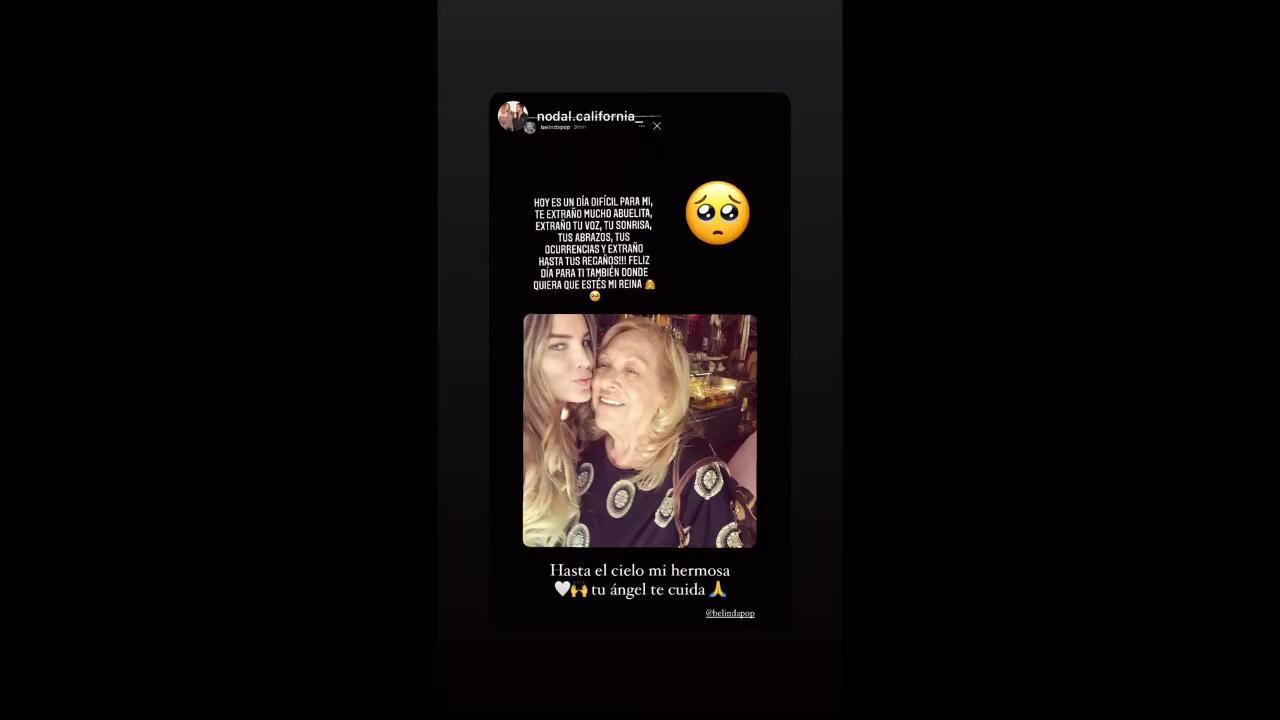 nodal.california_
belindapop 3min
HOY ES UN DÍA DIFÍCIL PARA MI,
TE EXTRAÑO MUCHO ABUELITA,
EXTRAÑO TU VOZ, TU SONRISA,
TUS ABRAZOS, TUS
OCURRENCIAS Y EXTRAÑO
HASTA TUS REGAÑOS!!! FELIZ
DÍA PARA TI TAMBIÉN DONDE
QUIERA QUE ESTÉS MI REINA 👸
🥺
Hasta el cielo mi hermosa
🤍🙌 tu ángel te cuida 🙏
@belindapop